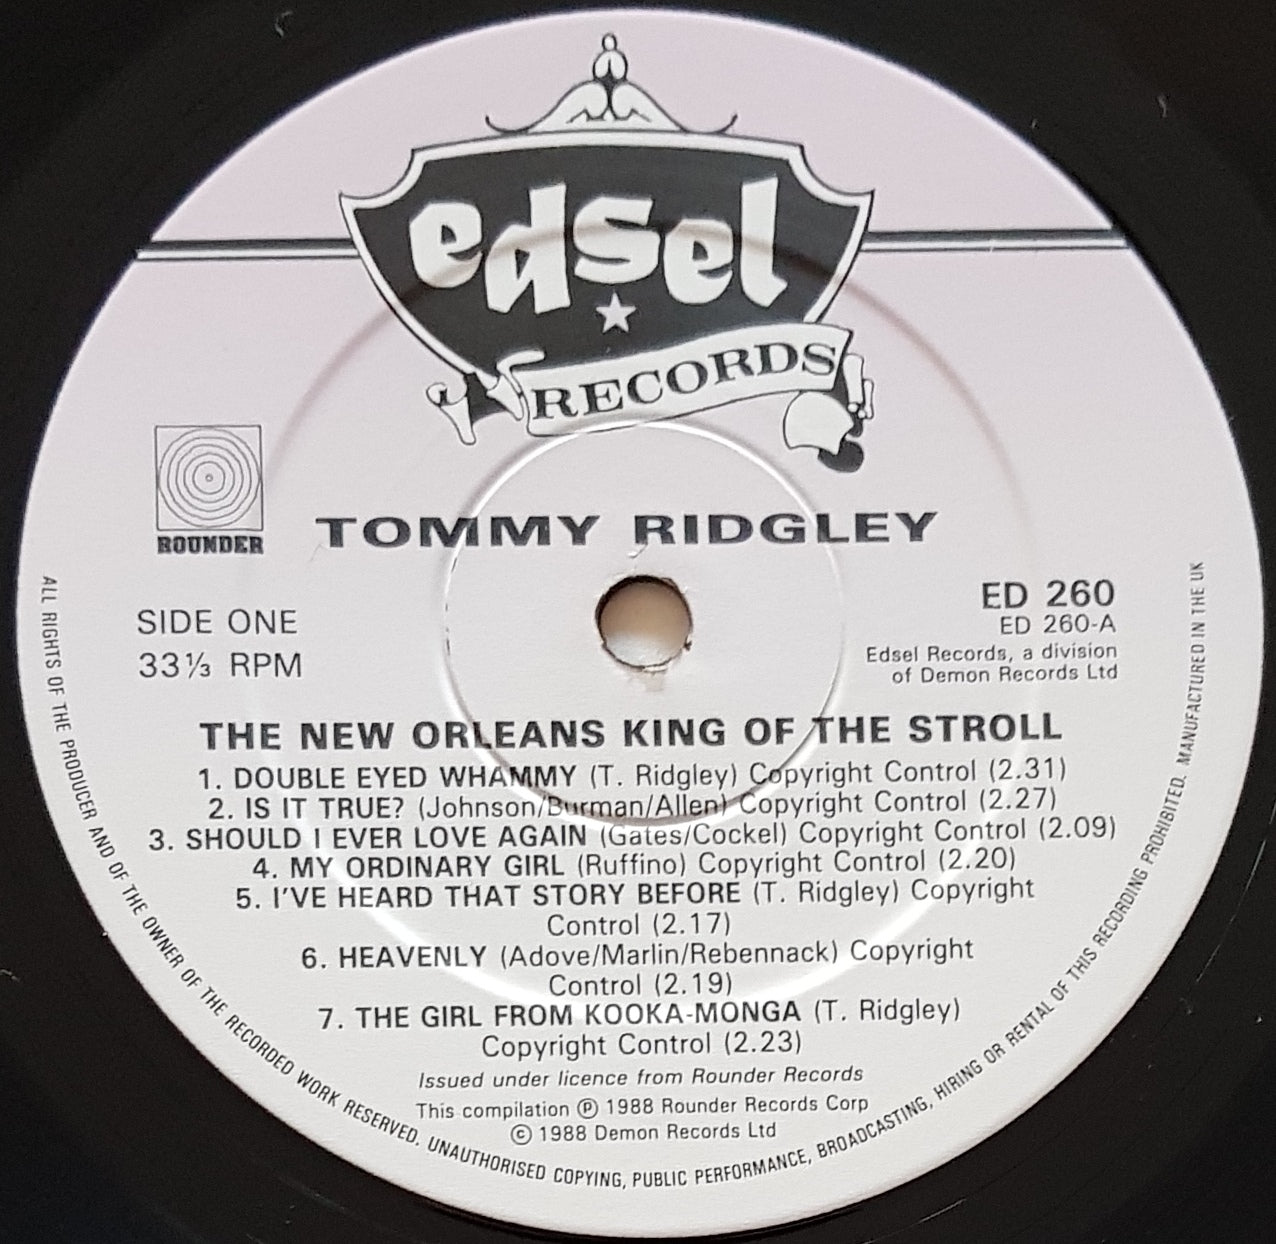 edsel
RECORDS
ROUNDER
TOMMY RIDGLEY
SIDE ONE
33⅓ RPM
ED 260
ED 260-A
Edsel Records, a division
of Demon Records Ltd
THE NEW ORLEANS KING OF THE STROLL
1. DOUBLE EYED WHAMMY (T. Ridgley) Copyright Control (2.31)
2. IS IT TRUE? (Johnson/Burman/Allen) Copyright Control (2.27)
3. SHOULD I EVER LOVE AGAIN (Gates/Cockel) Copyright Control (2.09)
4. MY ORDINARY GIRL (Ruffino) Copyright Control (2.20)
5. I'VE HEARD THAT STORY BEFORE (T. Ridgley) Copyright
Control (2.17)
6. HEAVENLY (Adove/Marlin/Rebennack) Copyright
Control (2.19)
7. THE GIRL FROM KOOKA-MONGA (T. Ridgley)
Copyright Control (2.23)
Issued under licence from Rounder Records
This compilation ℗ 1988 Rounder Records Corp
© 1988 Demon Records Ltd
ALL RIGHTS OF THE PRODUCER AND OF THE OWNER OF THE RECORDED WORK RESERVED. UNAUTHORISED COPYING, PUBLIC PERFORMANCE, BROADCASTING, HIRING OR RENTAL OF THIS RECORDING PROHIBITED. MANUFACTURED IN THE UK